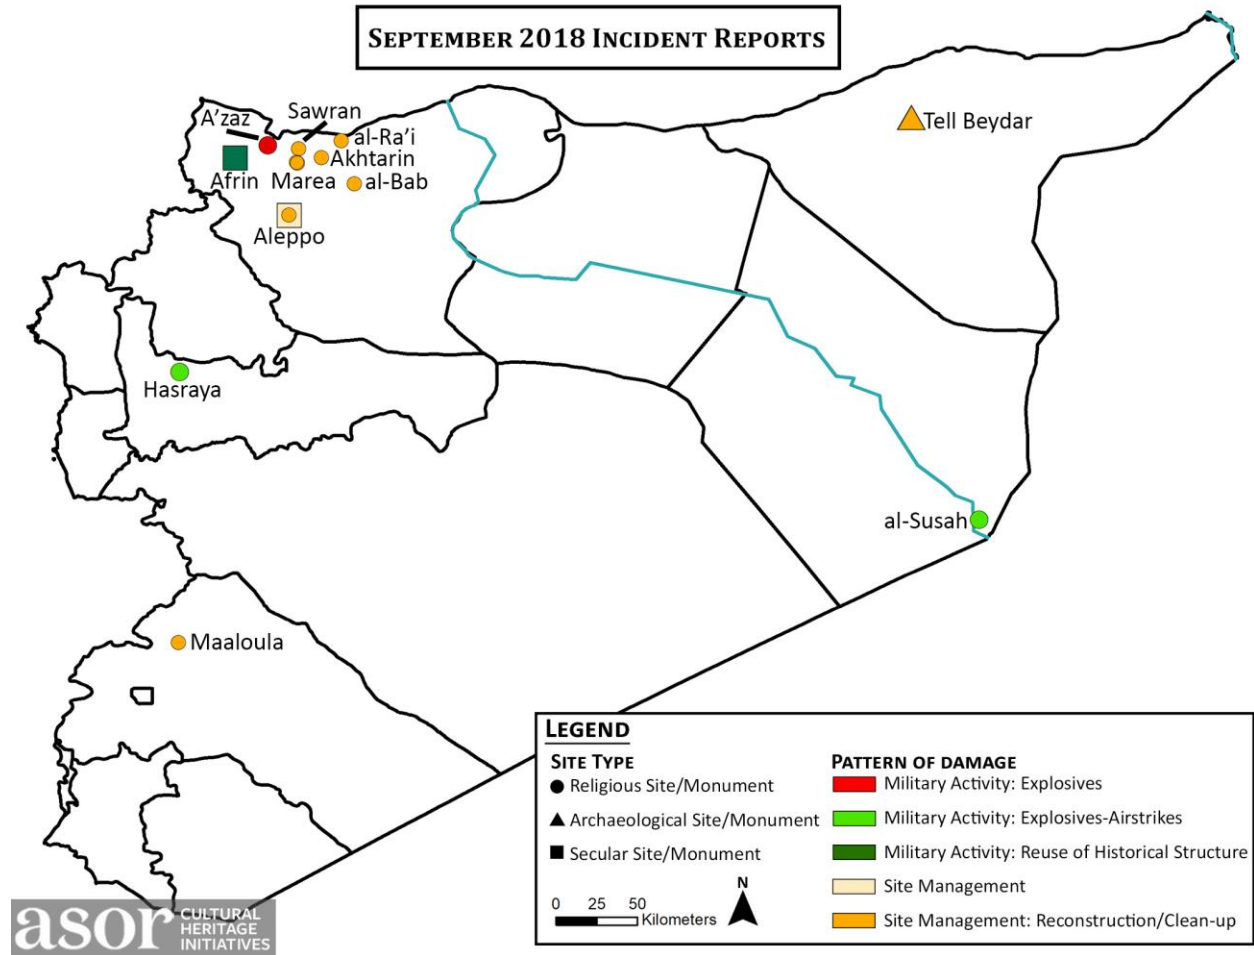 SEPTEMBER 2018 INCIDENT REPORTS
A'zaz
Sawran
al-Ra'i
Akhtarin
Afrin
Marea
al-Bab
Aleppo
Tell Beydar
Hasraya
al-Susah
Maaloula
LEGEND
SITE TYPE
Religious Site/Monument
Archaeological Site/Monument
Secular Site/Monument
0 25 50
Kilometers
N
PATTERN OF DAMAGE
Military Activity: Explosives
Military Activity: Explosives-Airstrikes
Military Activity: Reuse of Historical Structure
Site Management
Site Management: Reconstruction/Clean-up
asor
CULTURAL
HERITAGE
INITIATIVES